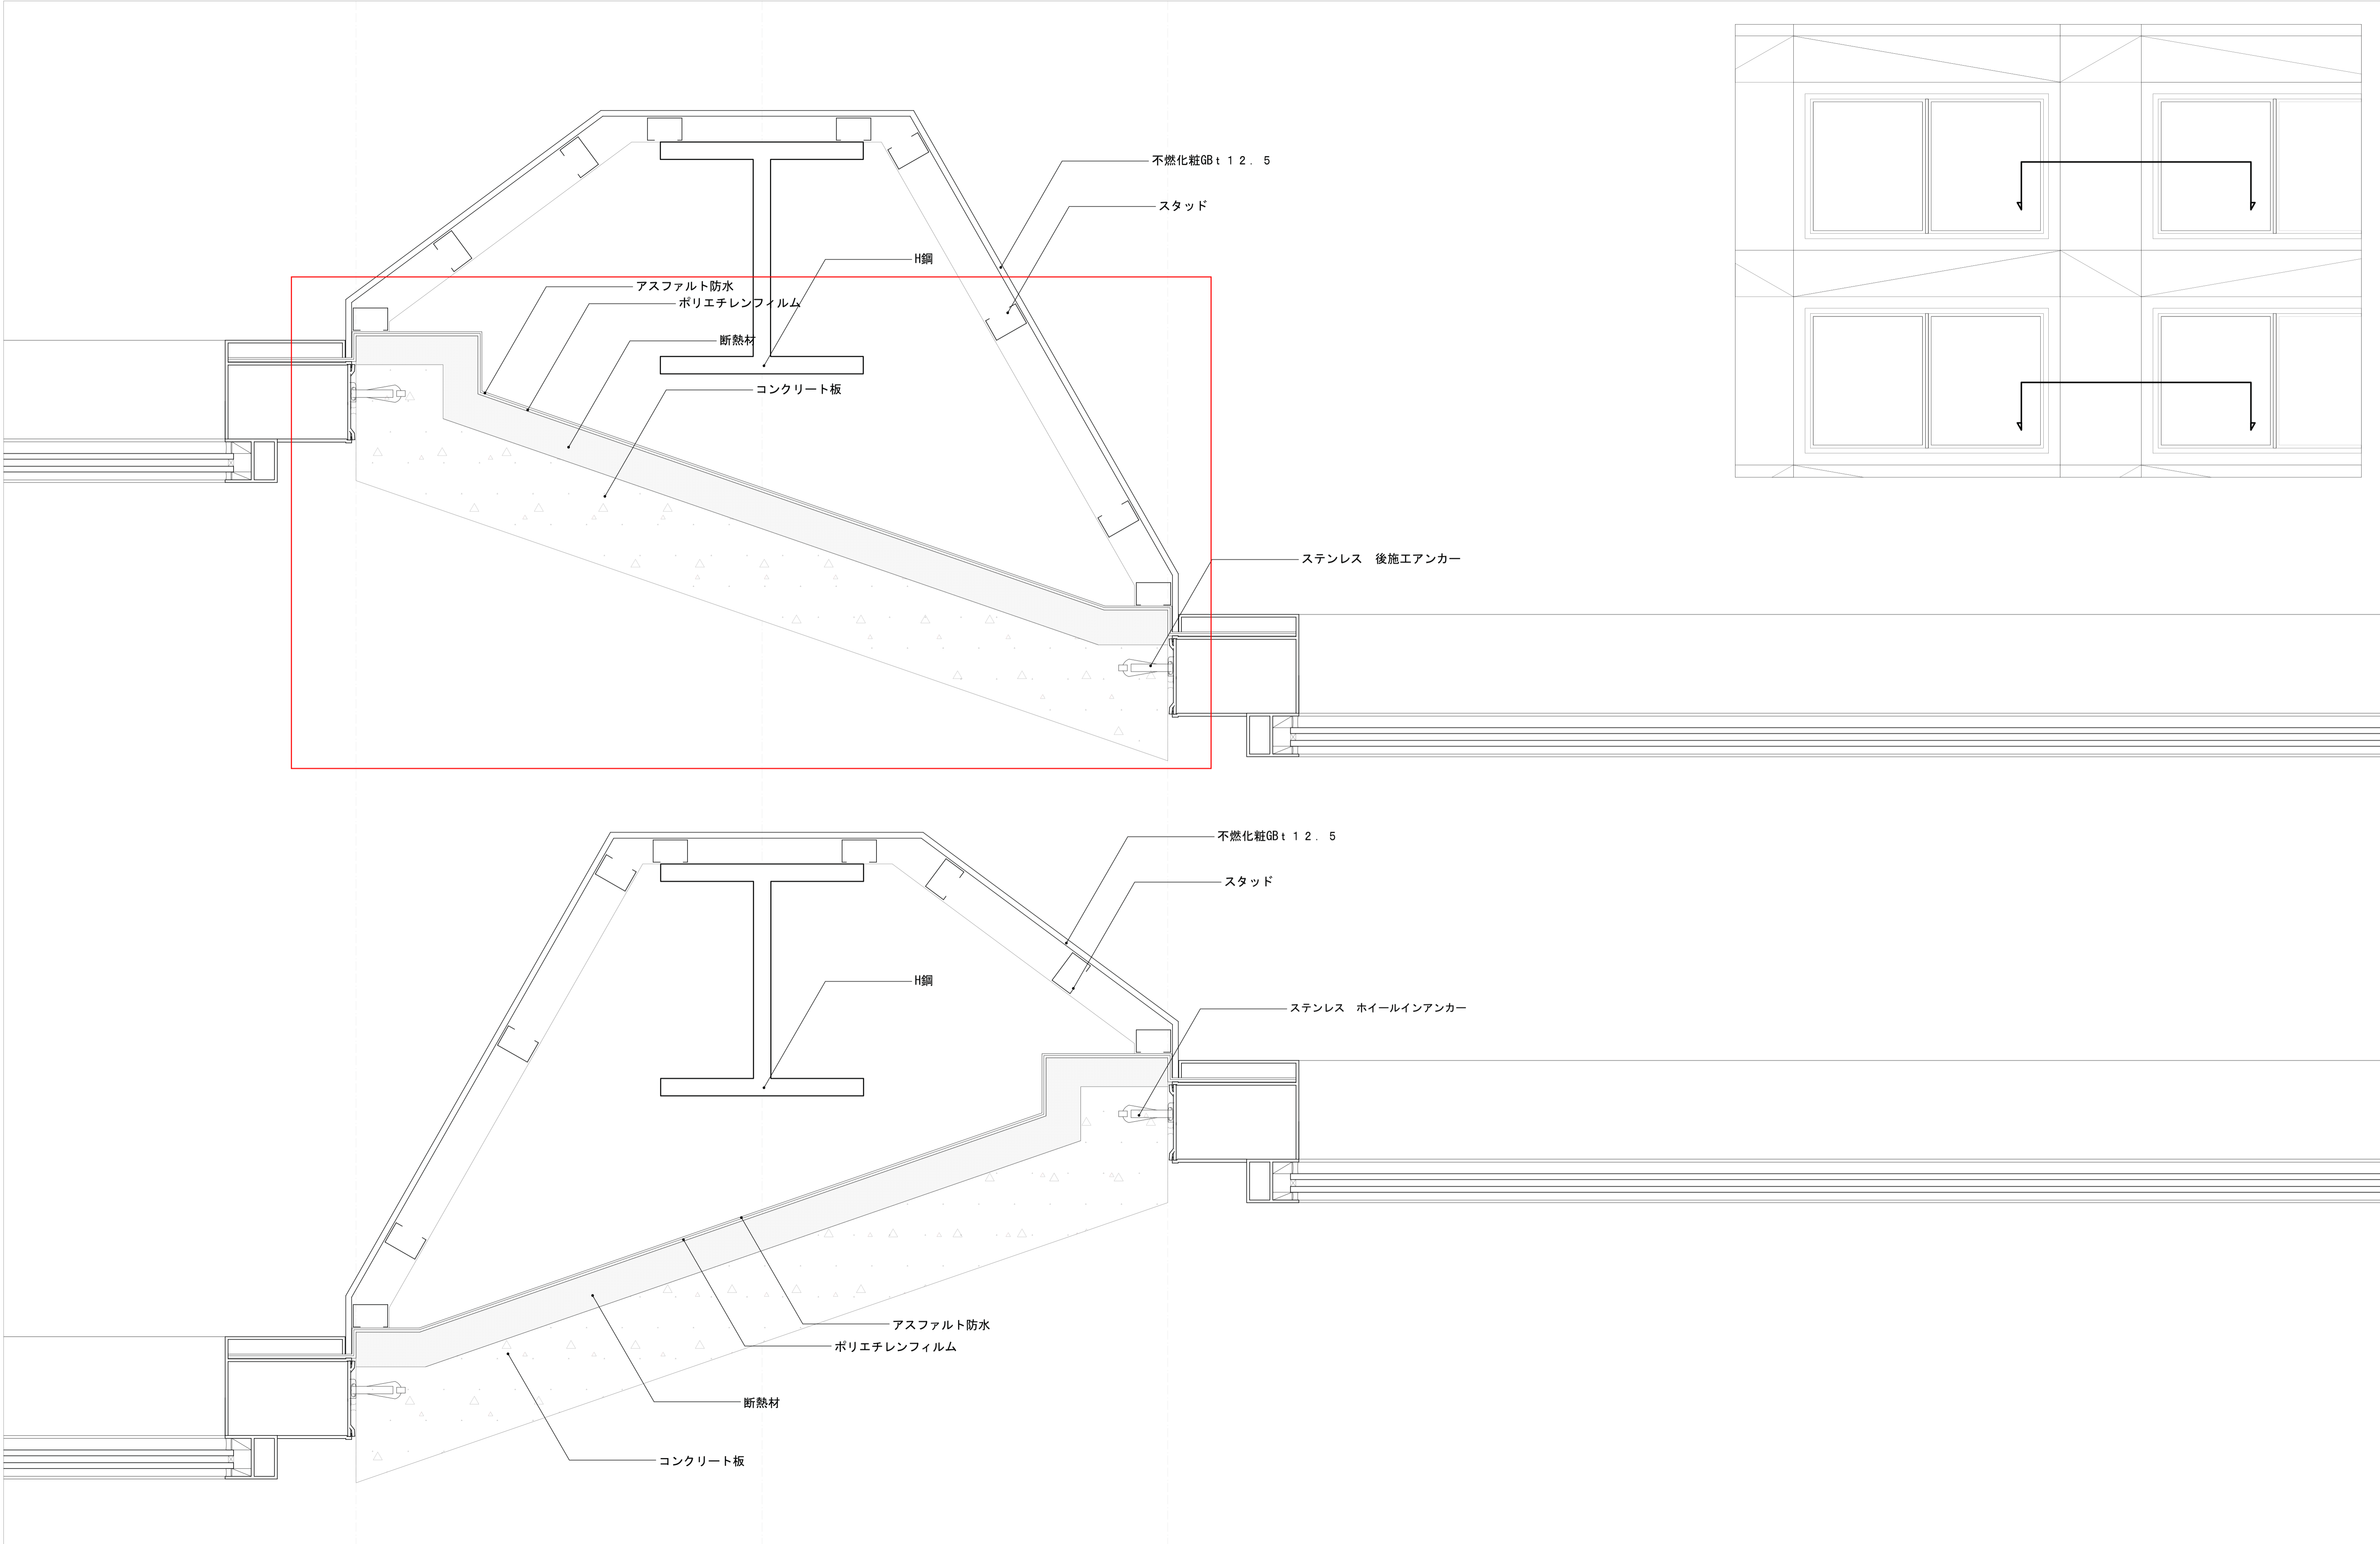 不燃化粧GBｔ１２．５
スタッド
H鋼
アスファルト防水
ポリエチレンフィルム
断熱材
コンクリート板
ステンレス　後施工アンカー
不燃化粧GBｔ１２．５
スタッド
H鋼
ステンレス　ホイールインアンカー
アスファルト防水
ポリエチレンフィルム
断熱材
コンクリート板